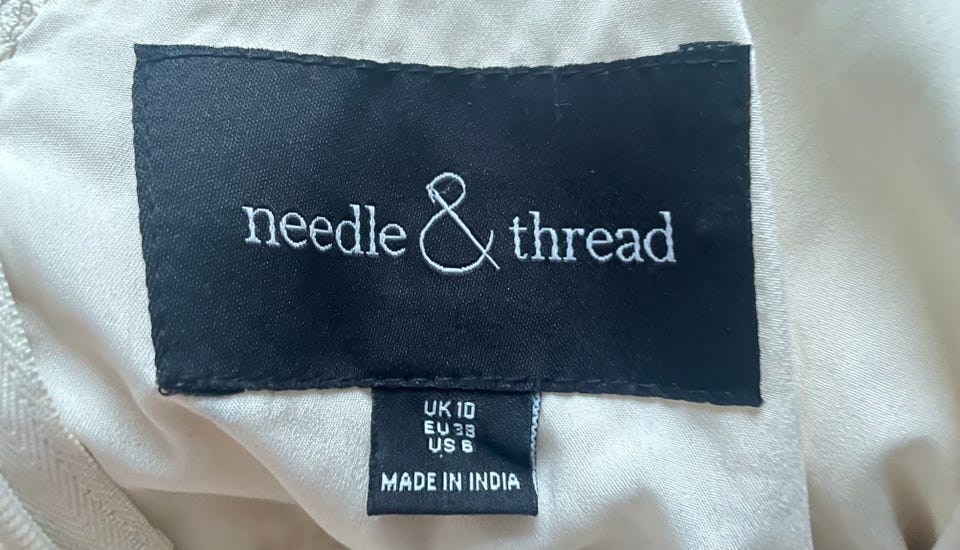 needle & thread
UK 10
EU 38
US 6
MADE IN INDIA